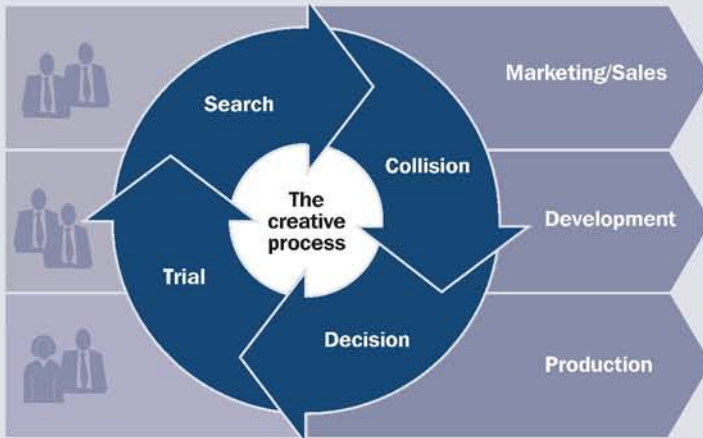 Marketing/Sales
Search
Collision
The
creative
process
Development
Trial
Decision
Production